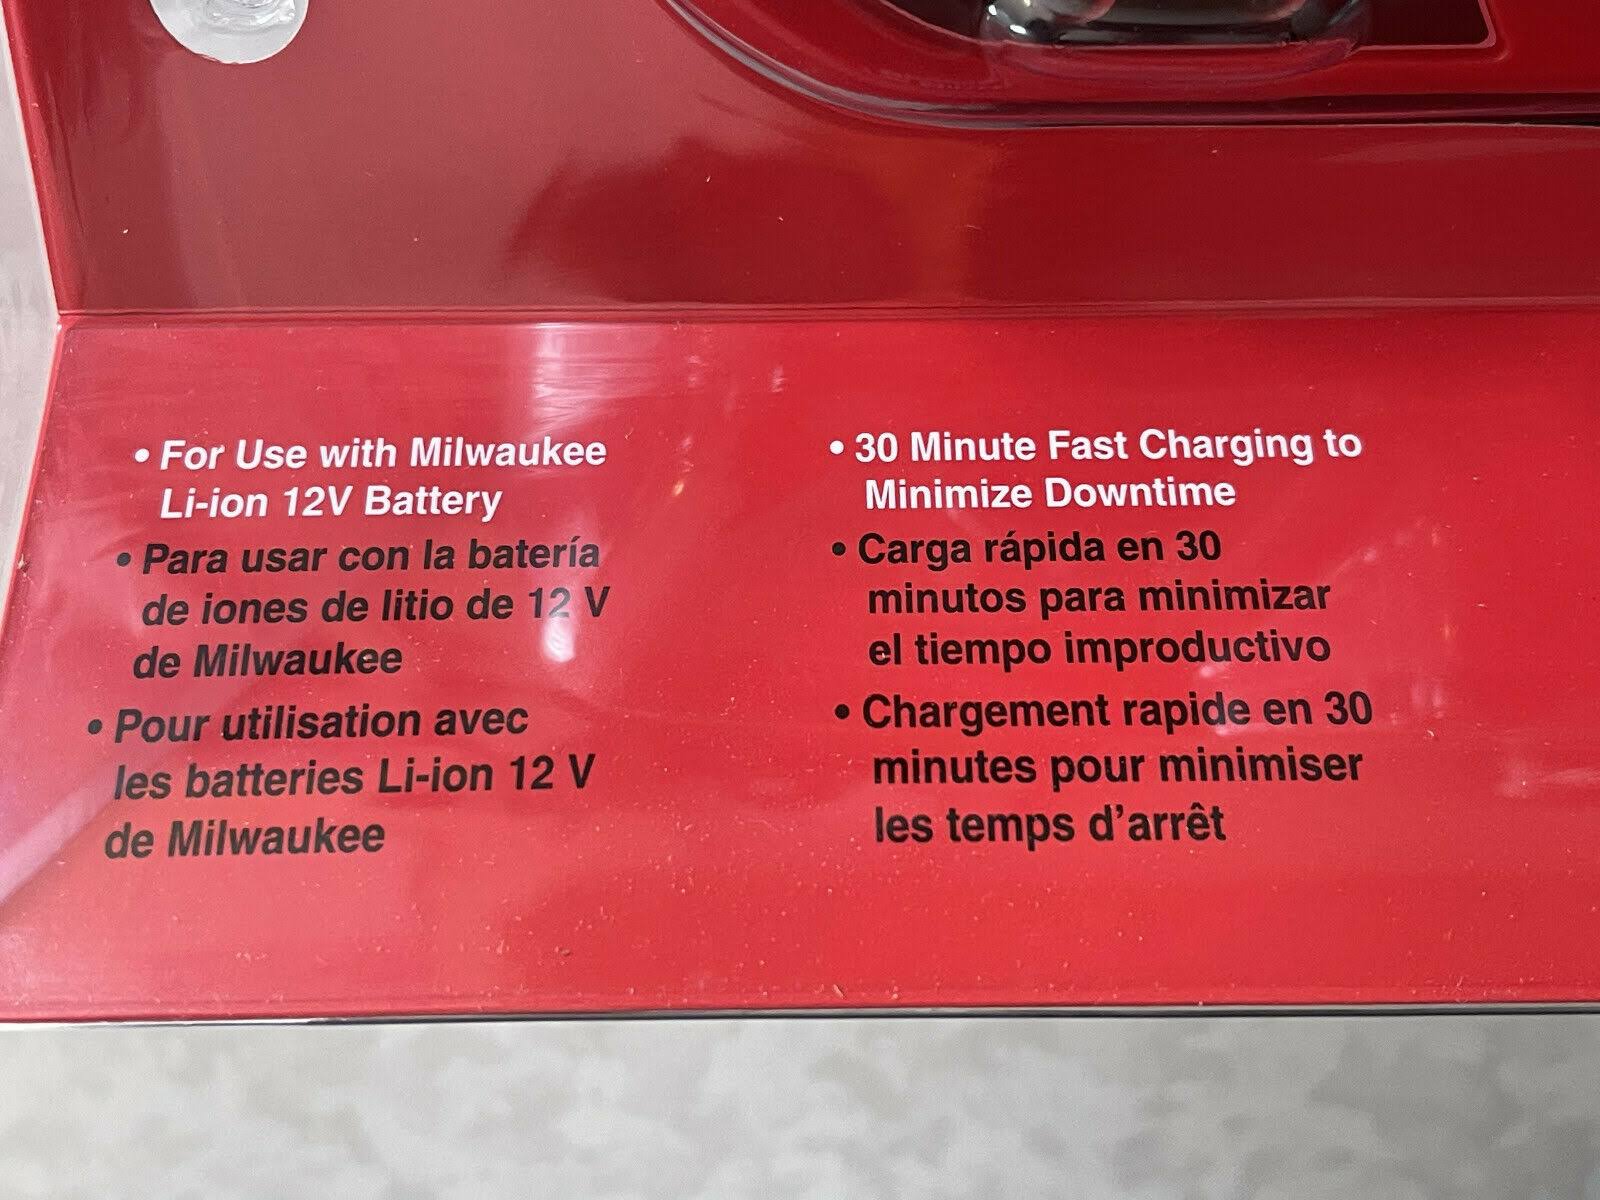 • For Use with Milwaukee
Li-ion 12V Battery
• Para usar con la batería
de iones de litio de 12 V
de Milwaukee
• Pour utilisation avec
les batteries Li-ion 12 V
de Milwaukee
• 30 Minute Fast Charging to
Minimize Downtime
• Carga rápida en 30
minutos para minimizar
el tiempo improductivo
• Chargement rapide en 30
minutes pour minimiser
les temps d’arrêt